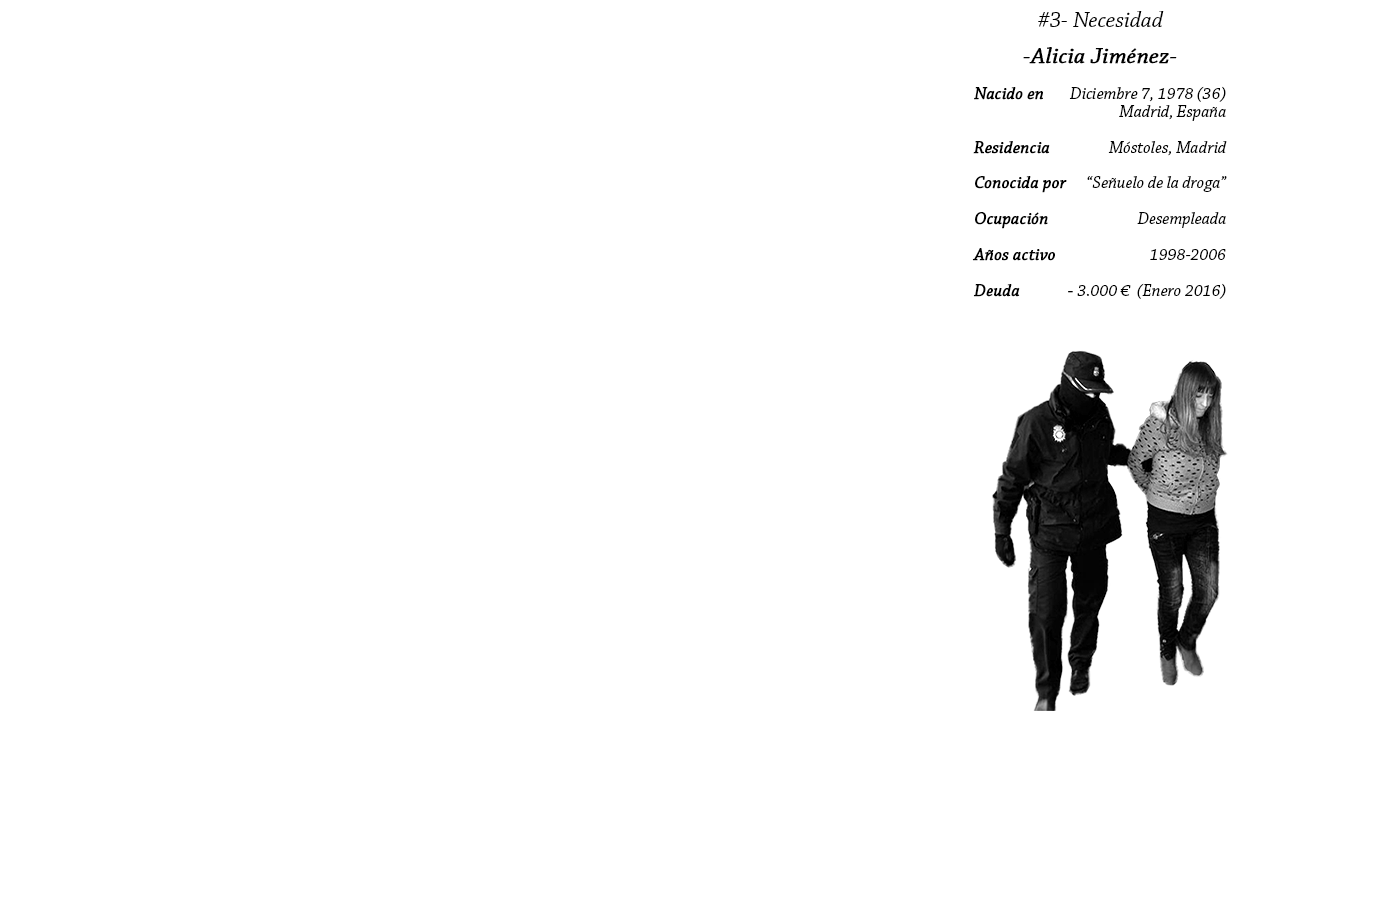 #3- Necesidad
-Alicia Jiménez-
Nacido en Diciembre 7, 1978 (36)
Madrid, España
Residencia Móstoles, Madrid
Conocida por “Señuelo de la droga”
Ocupación Desempleada
Años activo 1998-2006
Deuda - 3.000 € (Enero 2016)